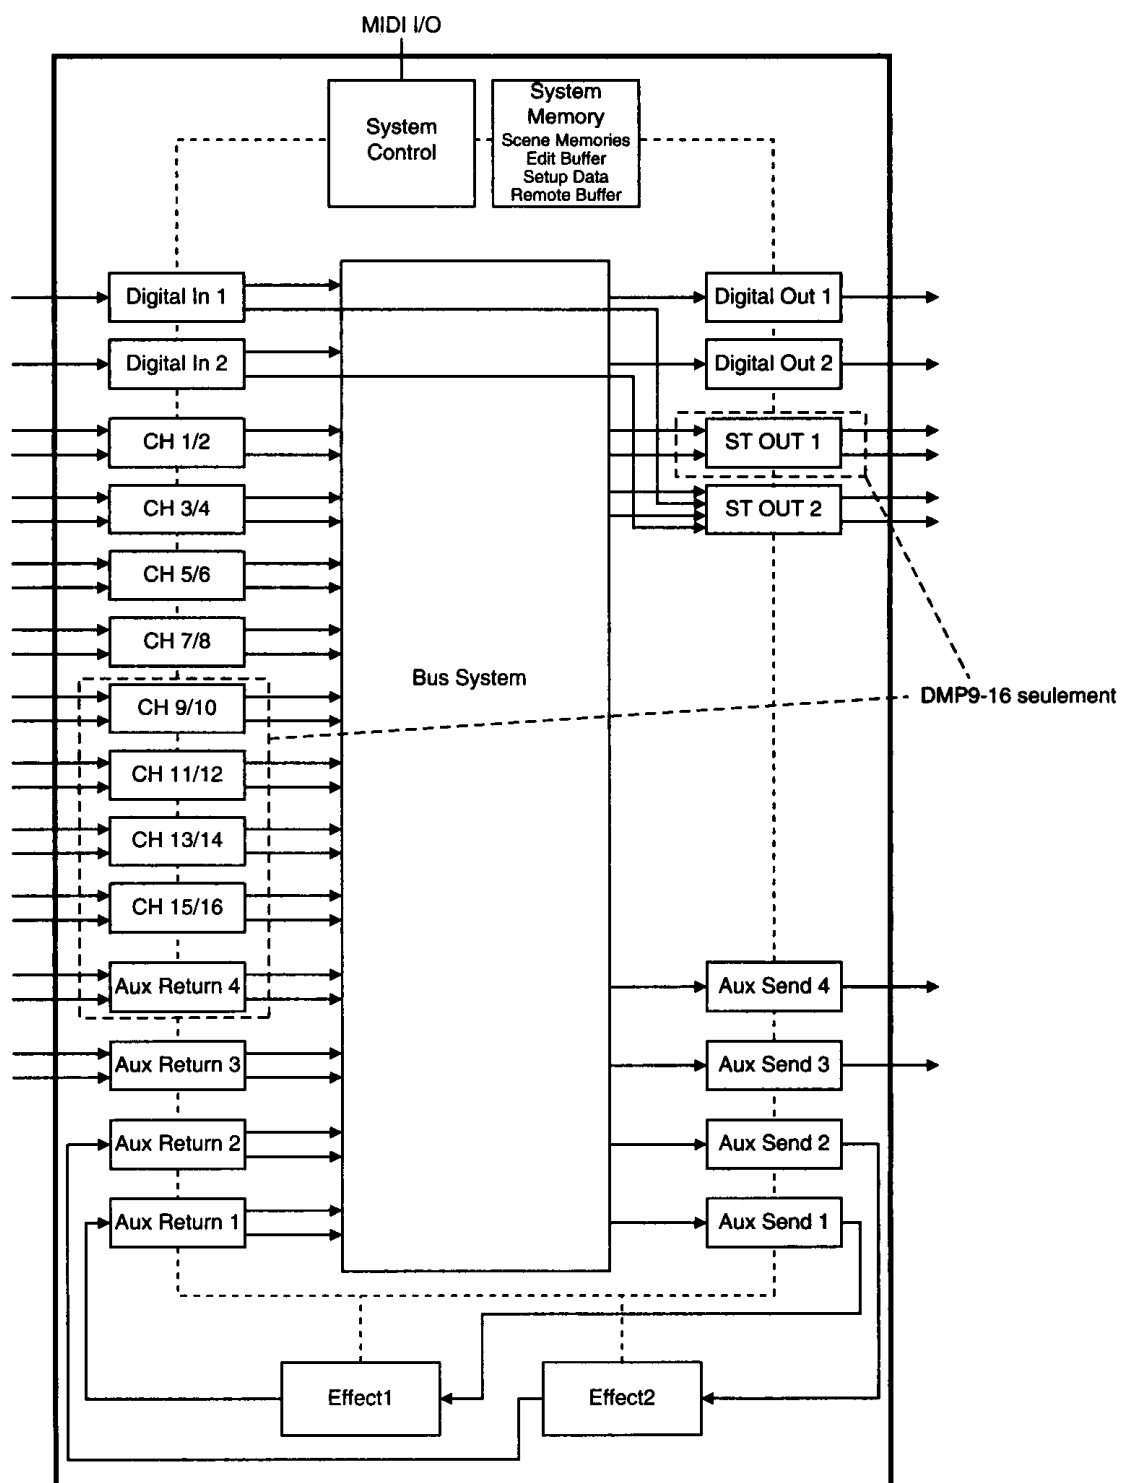 MIDI I/O
System
Control
System
Memory
Scene Memories
Edit Buffer
Setup Data
Remote Buffer
Digital In 1
Digital In 2
CH 1/2
CH 3/4
CH 5/6
CH 7/8
CH 9/10
CH 11/12
CH 13/14
CH 15/16
Aux Return 4
Aux Return 3
Aux Return 2
Aux Return 1
Bus System
Digital Out 1
Digital Out 2
ST OUT 1
ST OUT 2
DMP9-16 seulement
Aux Send 4
Aux Send 3
Aux Send 2
Aux Send 1
Effect1
Effect2